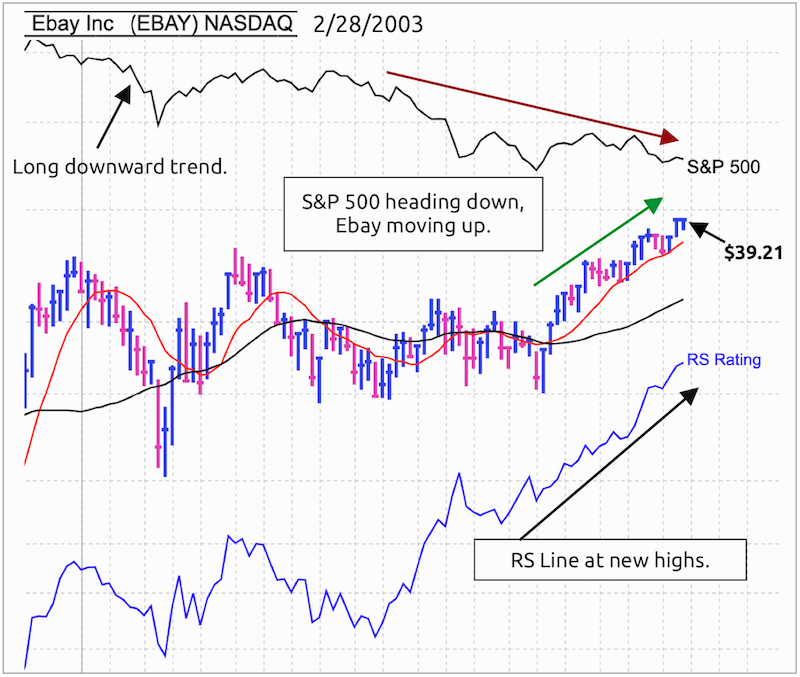 Ebay Inc (EBAY) NASDAQ 2/28/2003
Long downward trend.
S&P 500
S&P 500 heading down,
Ebay moving up.
$39.21
RS Rating
RS Line at new highs.